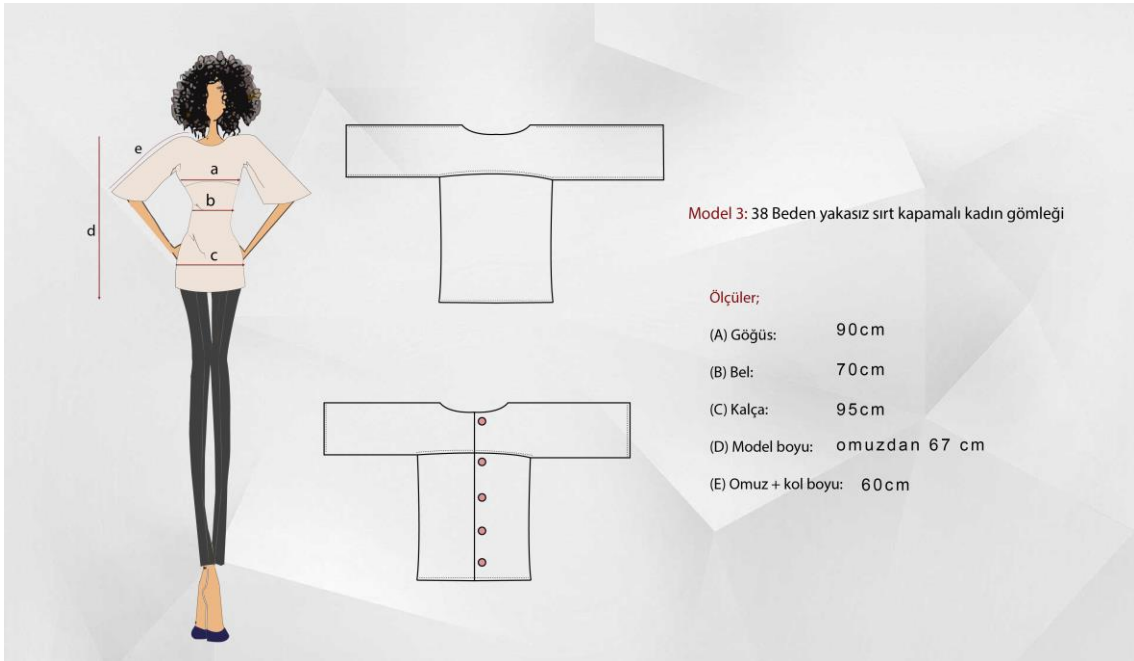 e
a
b
d
c
Model 3: 38 Beden yakasız sırt kapamalı kadın gömleği
Ölçüler;
(A) Göğüs: 90cm
(B) Bel: 70cm
(C) Kalça: 95cm
(D) Model boyu: omuzdan 67 cm
(E) Omuz + kol boyu: 60cm